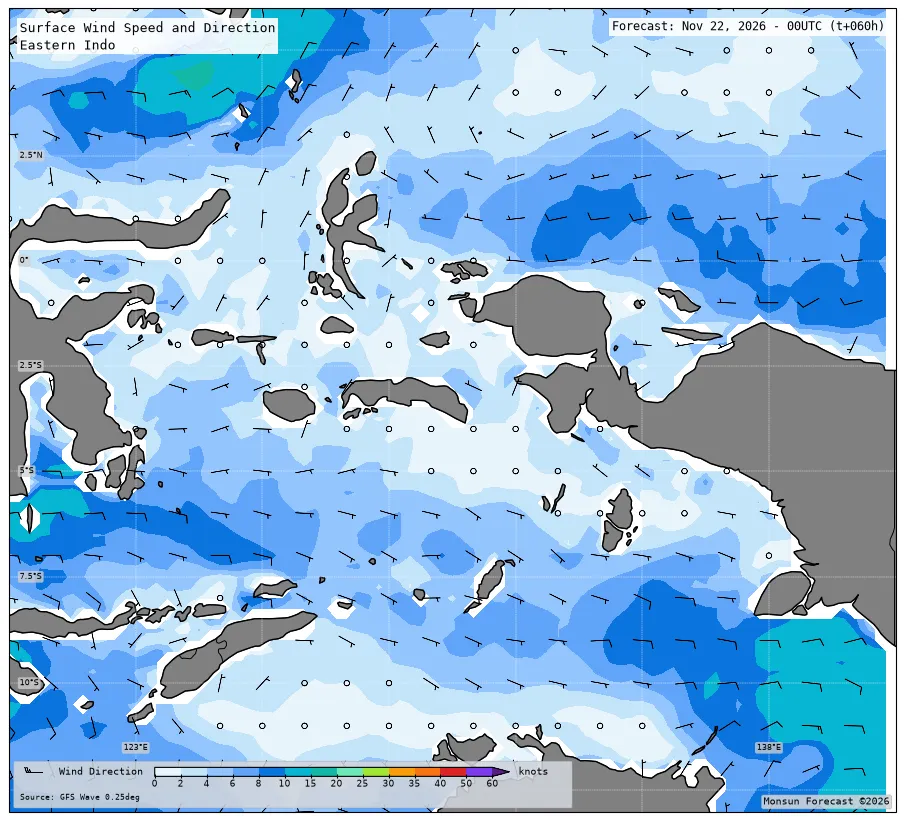 Surface Wind Speed and Direction
Eastern Indo
Forecast: Nov 22, 2026 - 00UTC (t+060h)
2.5°N
0°
2.5°S
5°S
7.5°S
10°S
123°E
138°E
Wind Direction
0 2 4 6 8 10 15 20 25 30 35 40 50 60
knots
Source: GFS Wave 0.25deg
Monsun Forecast ©2026